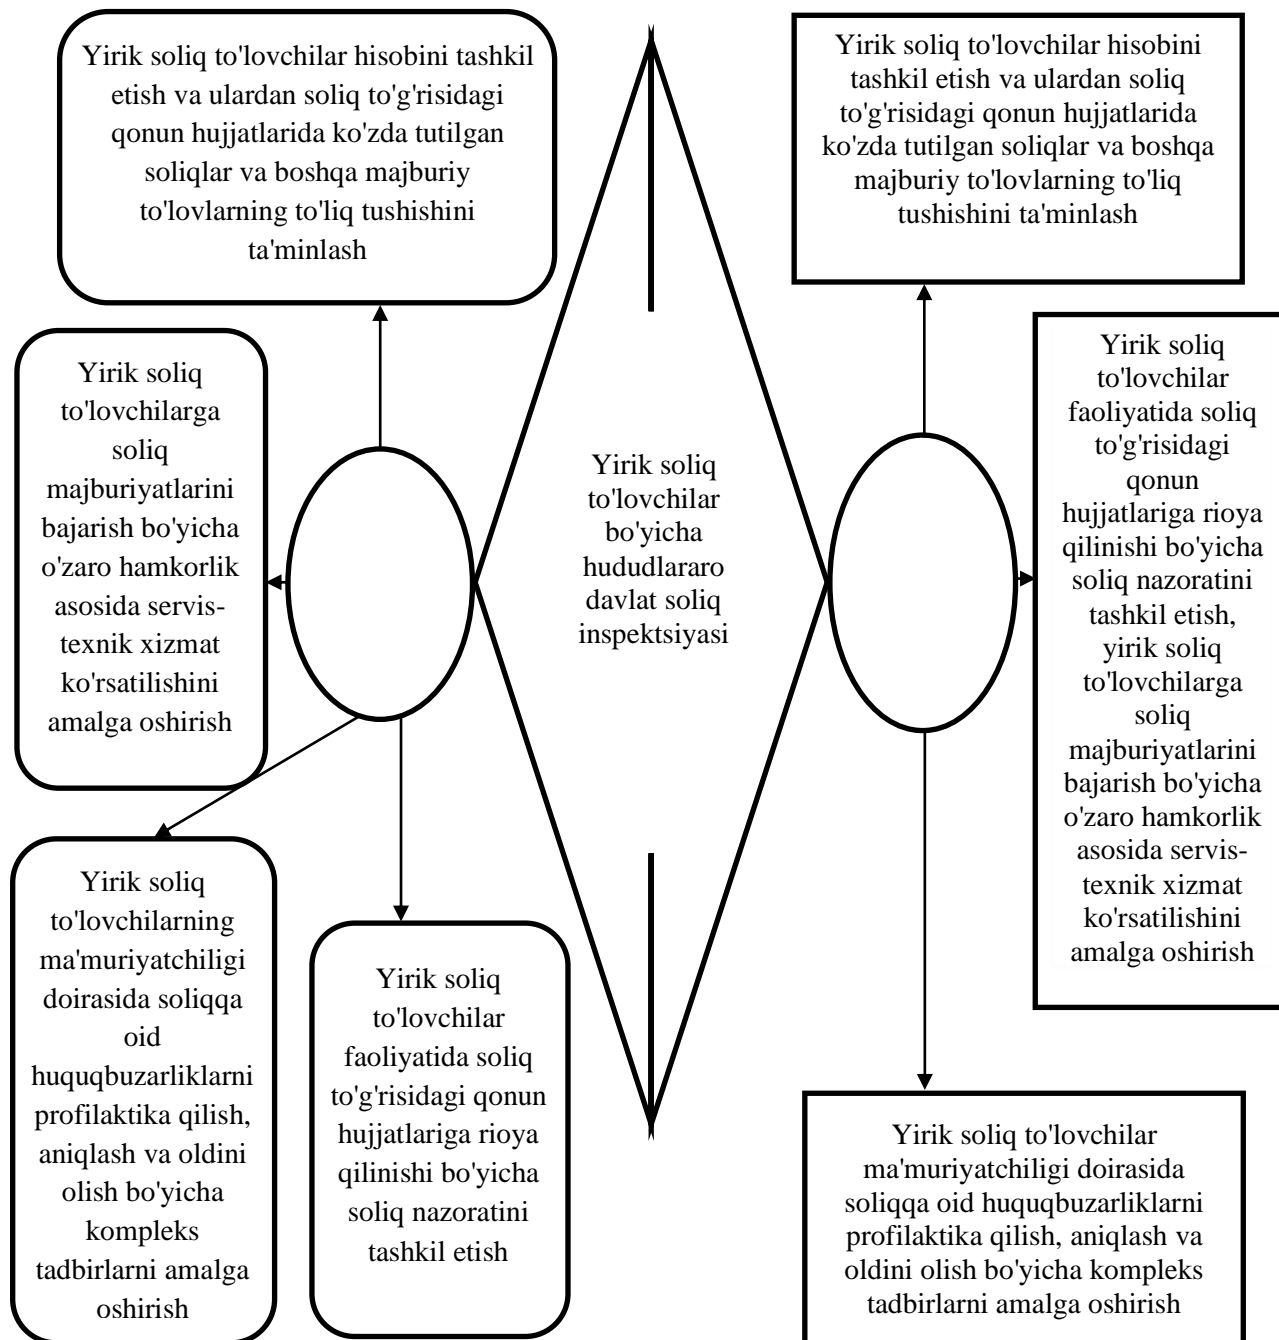 Yirik soliq to'lovchilar hisobini tashkil
etish va ulardan soliq to'g'risidagi
qonun hujjatlarida ko'zda tutilgan
soliqlar va boshqa majburiy
to'lovlarning to'liq tushishini
ta'minlash
Yirik soliq to'lovchilar hisobini
tashkil etish va ulardan soliq
to'g'risidagi qonun hujjatlarida
ko'zda tutilgan soliqlar va boshqa
majburiy to'lovlarning to'liq
tushishini ta'minlash
Yirik soliq
to'lovchilarga
soliq
majburiyatlarini
bajarish bo'yicha
o'zaro hamkorlik
asosida servis-
texnik xizmat
ko'rsatilishini
amalga oshirish
Yirik soliq
to'lovchilar
bo'yicha
hududlararo
davlat soliq
inspektsiyasi
Yirik soliq
to'lovchilar
faoliyatida soliq
to'g'risidagi
qonun
hujjatlariga rioya
qilinishi bo'yicha
soliq nazoratini
tashkil etish,
yirik soliq
to'lovchilarga
soliq
majburiyatlarini
bajarish bo'yicha
o'zaro hamkorlik
asosida servis-
texnik xizmat
ko'rsatilishini
amalga oshirish
Yirik soliq
to'lovchilarning
ma'muriyatchiligi
doirasida soliqqa
oid
huquqbuzarliklarni
profilaktika qilish,
aniqlash va oldini
olish bo'yicha
kompleks
tadbirlarni amalga
oshirish
Yirik soliq
to'lovchilar
faoliyatida soliq
to'g'risidagi qonun
hujjatlariga rioya
qilinishi bo'yicha
soliq nazoratini
tashkil etish
Yirik soliq to'lovchilar
ma'muriyatchiligi doirasida
soliqqa oid huquqbuzarliklarni
profilaktika qilish, aniqlash va
oldini olish bo'yicha kompleks
tadbirlarni amalga oshirish